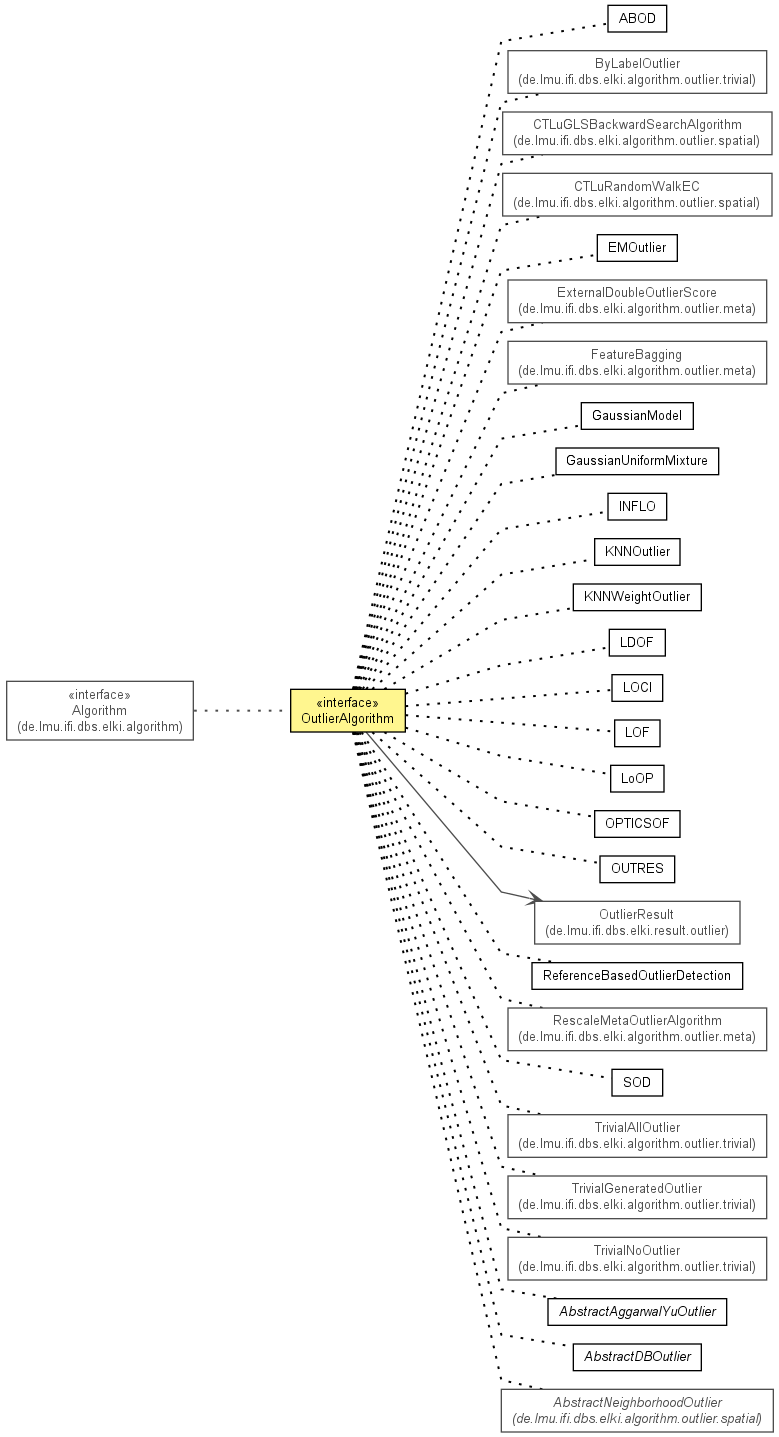 ABOD
ByLabelOutlier
(de.lmu.ifi.dbs.elki.algorithm.outlier.trivial)
CTLuGLSBackwardSearchAlgorithm
(de.lmu.ifi.dbs.elki.algorithm.outlier.spatial)
CTLuRandomWalkEC
(de.lmu.ifi.dbs.elki.algorithm.outlier.spatial)
EMOutlier
ExternalDoubleOutlierScore
(de.lmu.ifi.dbs.elki.algorithm.outlier.meta)
FeatureBagging
(de.lmu.ifi.dbs.elki.algorithm.outlier.meta)
GaussianModel
GaussianUniformMixture
INFLO
KNNOutlier
KNNWeightOutlier
LDOF
LOCI
«interface»
Algorithm
(de.lmu.ifi.dbs.elki.algorithm)
«interface»
OutlierAlgorithm
LOF
LoOP
OPTICSOF
OUTRES
OutlierResult
(de.lmu.ifi.dbs.elki.result.outlier)
ReferenceBasedOutlierDetection
RescaleMetaOutlierAlgorithm
(de.lmu.ifi.dbs.elki.algorithm.outlier.meta)
SOD
TrivialAllOutlier
(de.lmu.ifi.dbs.elki.algorithm.outlier.trivial)
TrivialGeneratedOutlier
(de.lmu.ifi.dbs.elki.algorithm.outlier.trivial)
TrivialNoOutlier
(de.lmu.ifi.dbs.elki.algorithm.outlier.trivial)
AbstractAggarwalYuOutlier
AbstractDBOutlier
AbstractNeighborhoodOutlier
(de.lmu.ifi.dbs.elki.algorithm.outlier.spatial)